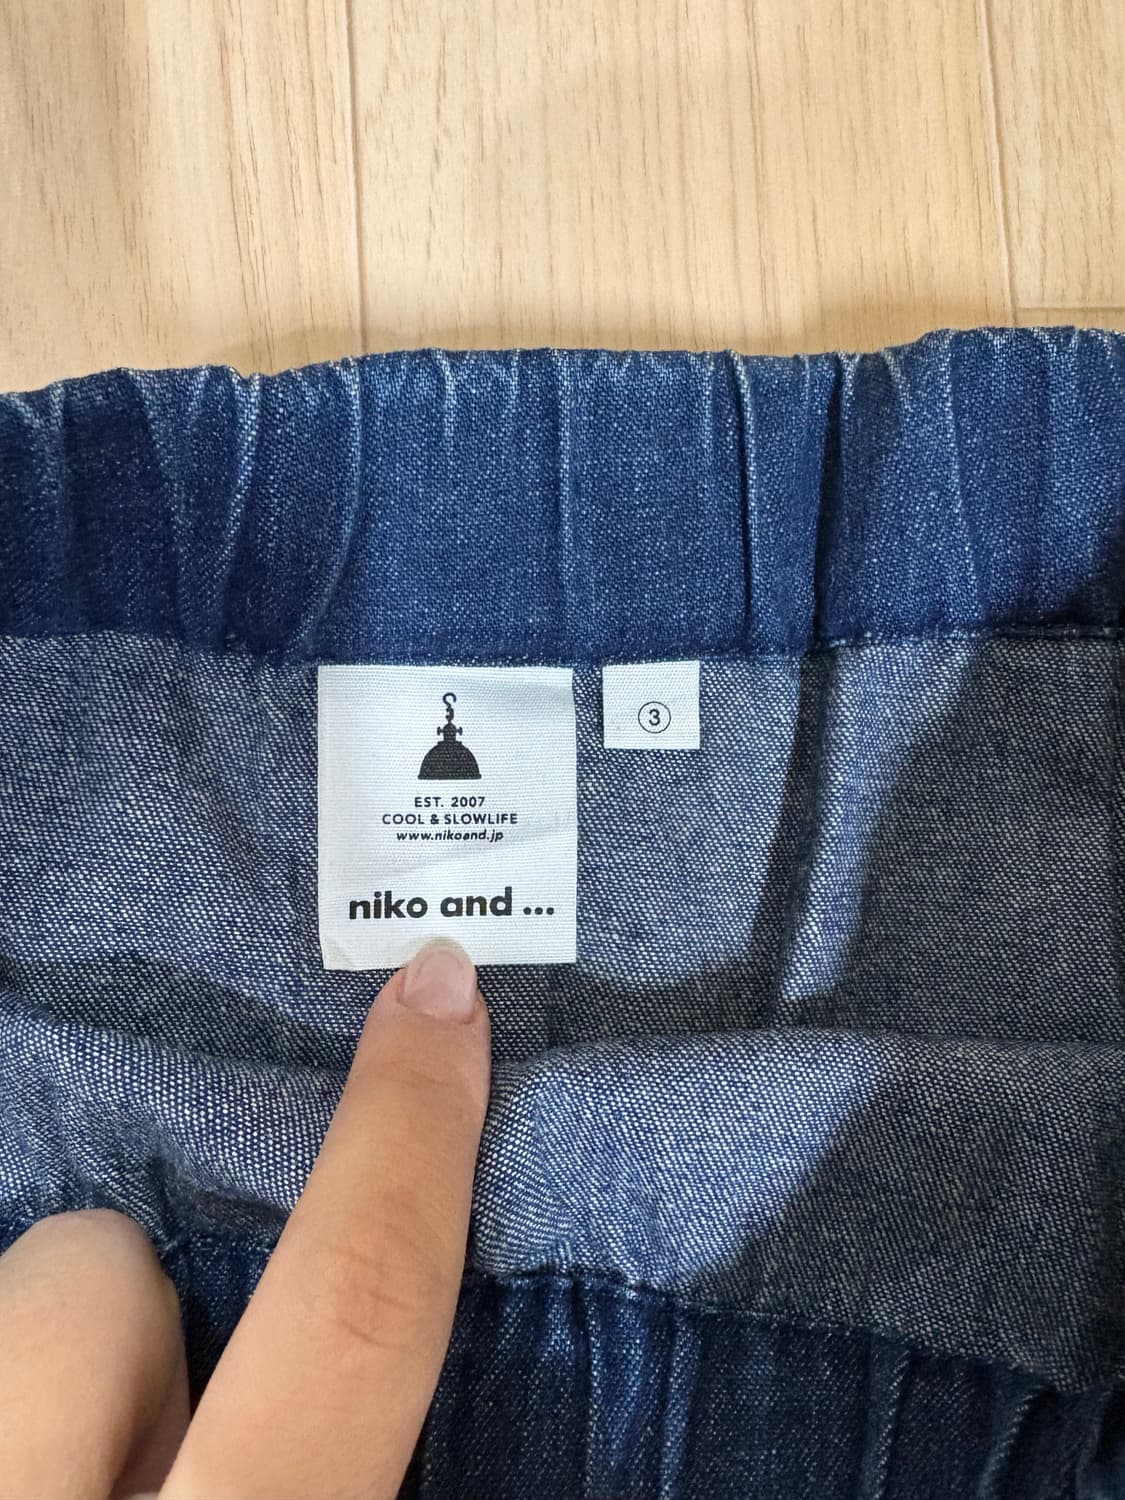 EST. 2007
COOL & SLOWLIFE
www.nikoand.jp
niko and ...
③